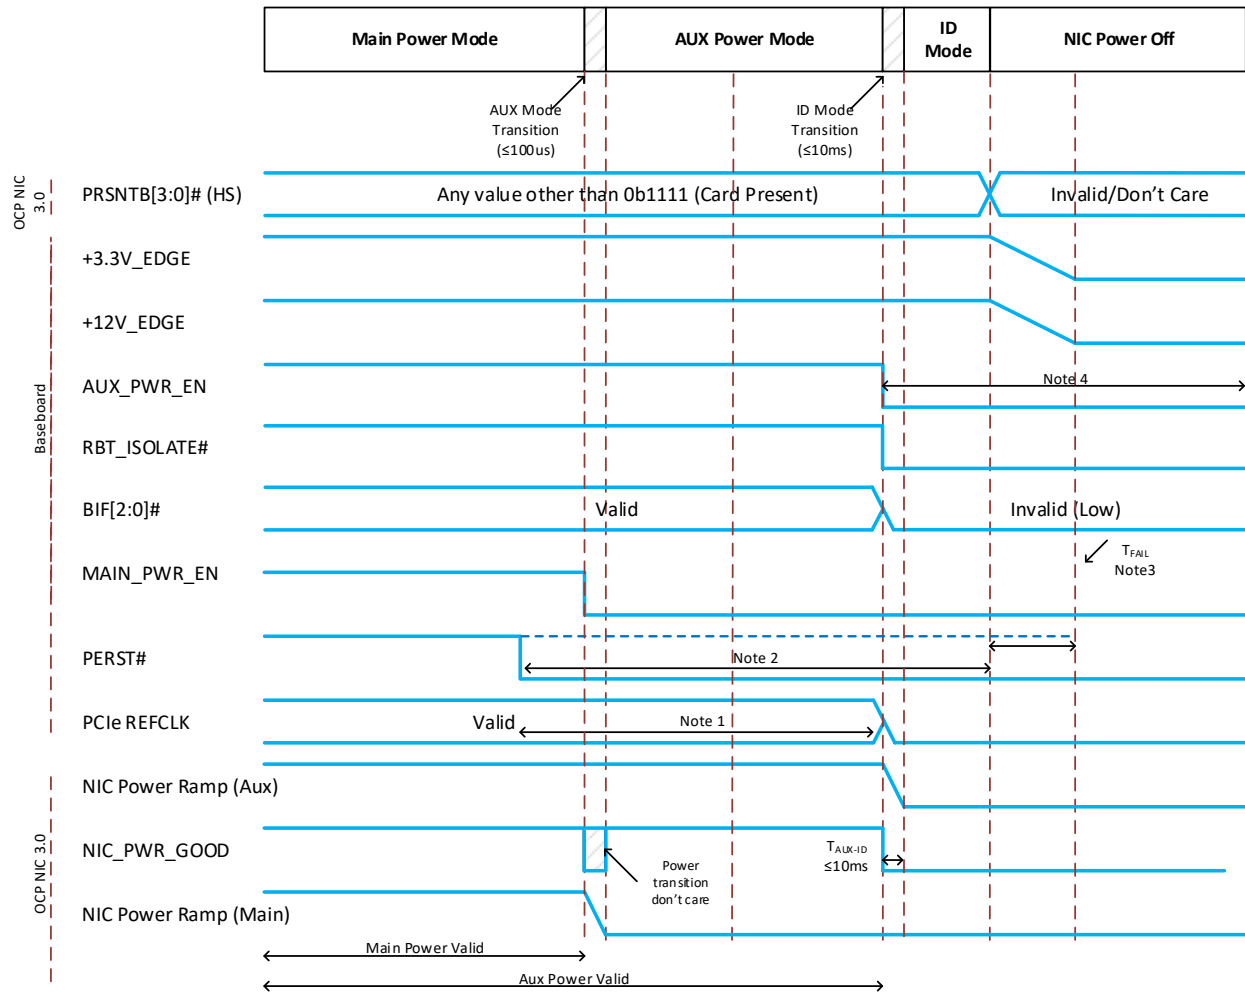 Main Power Mode
AUX Power Mode
ID
Mode
NIC Power Off
AUX Mode
Transition
(≤100us)
ID Mode
Transition
(≤10ms)
OCP NIC
3.0
PRSNTB[3:0]# (HS)
Any value other than 0b1111 (Card Present)
Invalid/Don't Care
+3.3V_EDGE
+12V_EDGE
Baseboard
AUX_PWR_EN
Note 4
RBT_ISOLATE#
BIF[2:0]#
Valid
Invalid (Low)
MAIN_PWR_EN
TFAIL
Note3
PERST#
Note 2
PCIe REFCLK
Valid
Note 1
NIC Power Ramp (Aux)
OCP NIC 3.0
NIC_PWR_GOOD
Power
transition
don't care
TAUX-ID
≤10ms
NIC Power Ramp (Main)
Main Power Valid
Aux Power Valid